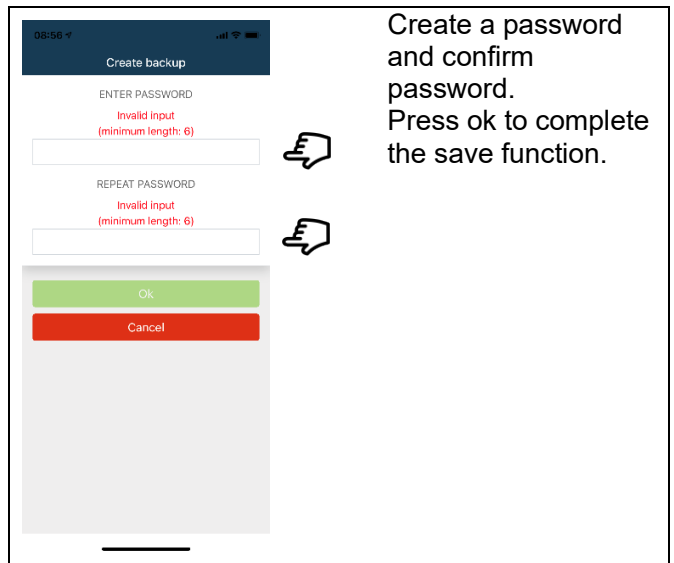 08:56
Create backup
ENTER PASSWORD
Invalid input
(minimum length: 6)
REPEAT PASSWORD
Invalid input
(minimum length: 6)
Ok
Cancel
Create a password
and confirm
password.
Press ok to complete
the save function.